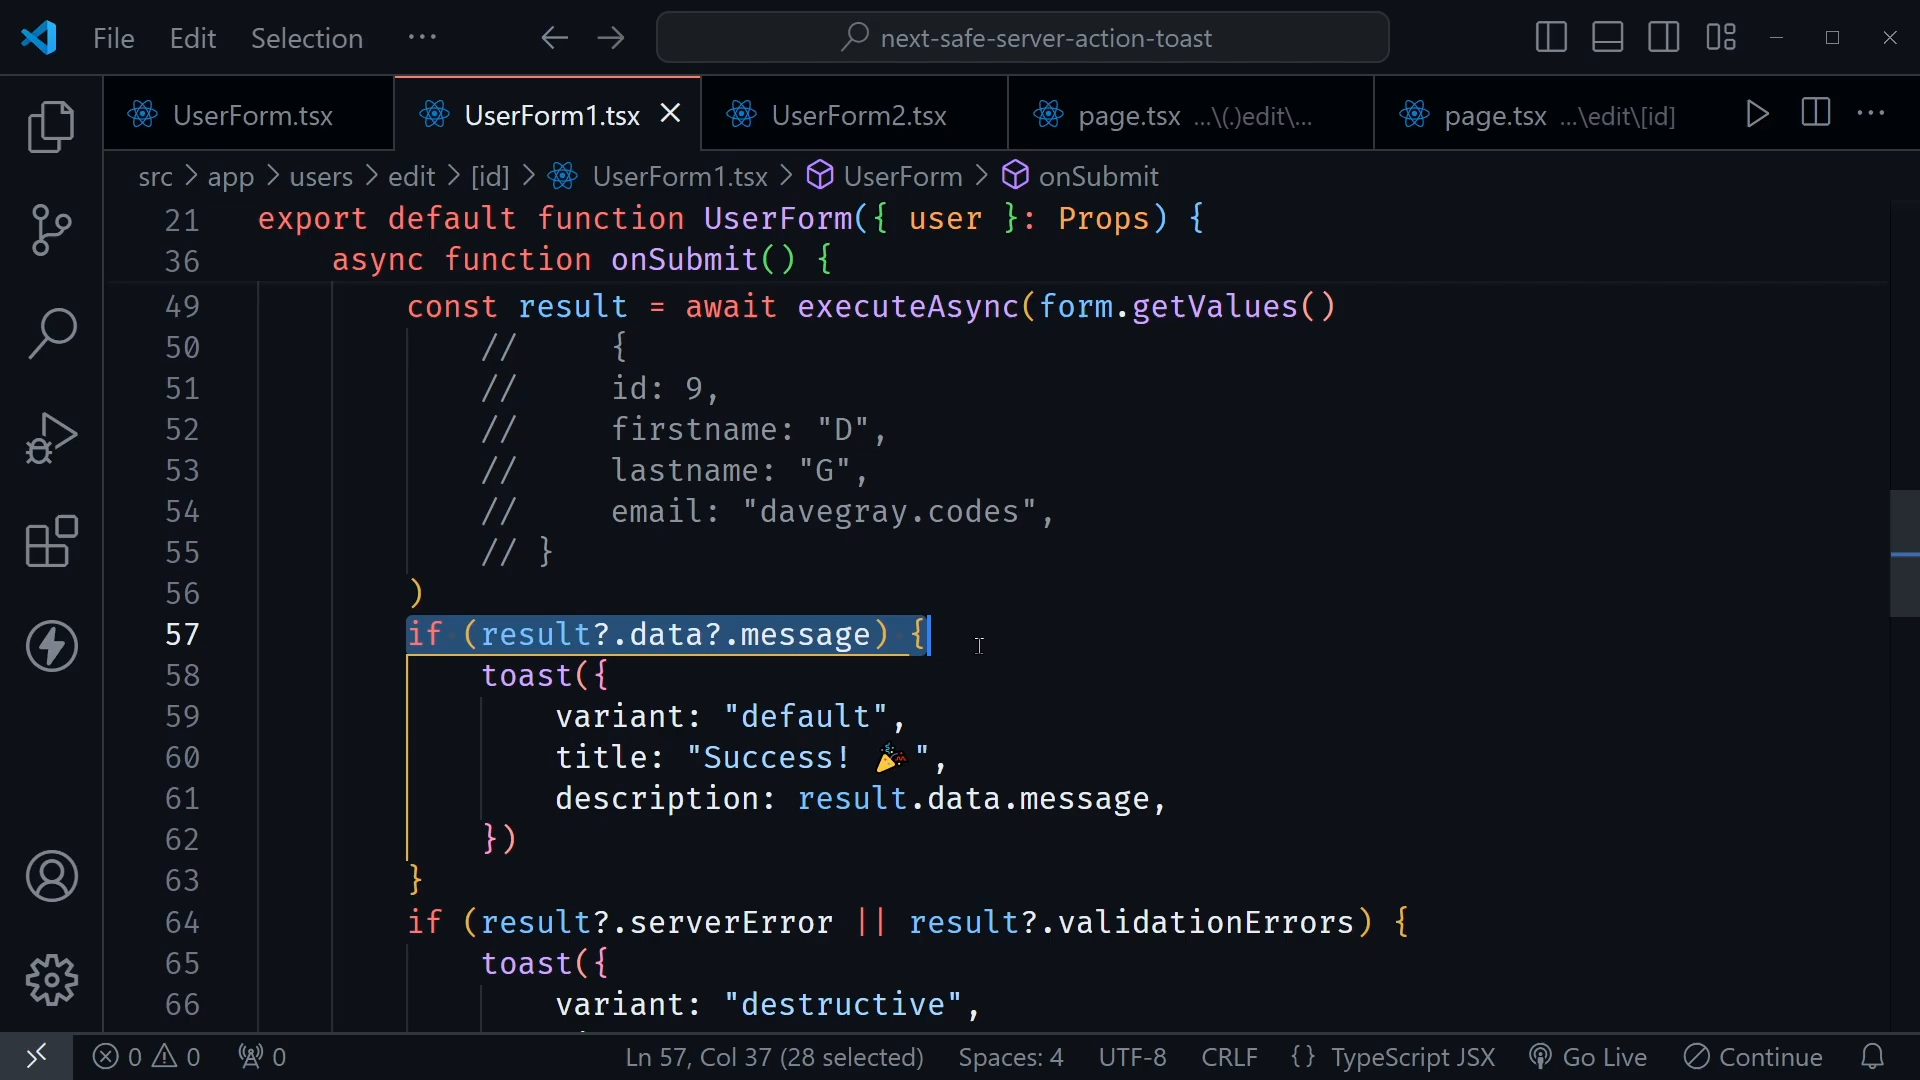 File Edit Selection ··· next-safe-server-action-toast
UserForm.tsx UserForm1.tsx UserForm2.tsx page.tsx ...\(.)edit\... page.tsx ...\edit\[id]
src > app > users > edit > [id] > UserForm1.tsx > UserForm > onSubmit
21 export default function UserForm({ user }: Props) {
36 async function onSubmit() {
49 const result = await executeAsync(form.getValues()
50 // {
51 // id: 9,
52 // firstname: "D",
53 // lastname: "G",
54 // email: "davegray.codes",
55 // }
56 )
57 if (result?.data?.message) {
58 toast({
59 variant: "default",
60 title: "Success! 🎉",
61 description: result.data.message,
62 })
63 }
64 if (result?.serverError || result?.validationErrors) {
65 toast({
66 variant: "destructive",
0 0 0 Ln 57, Col 37 (28 selected) Spaces: 4 UTF-8 CRLF {} TypeScript JSX Go Live Continue